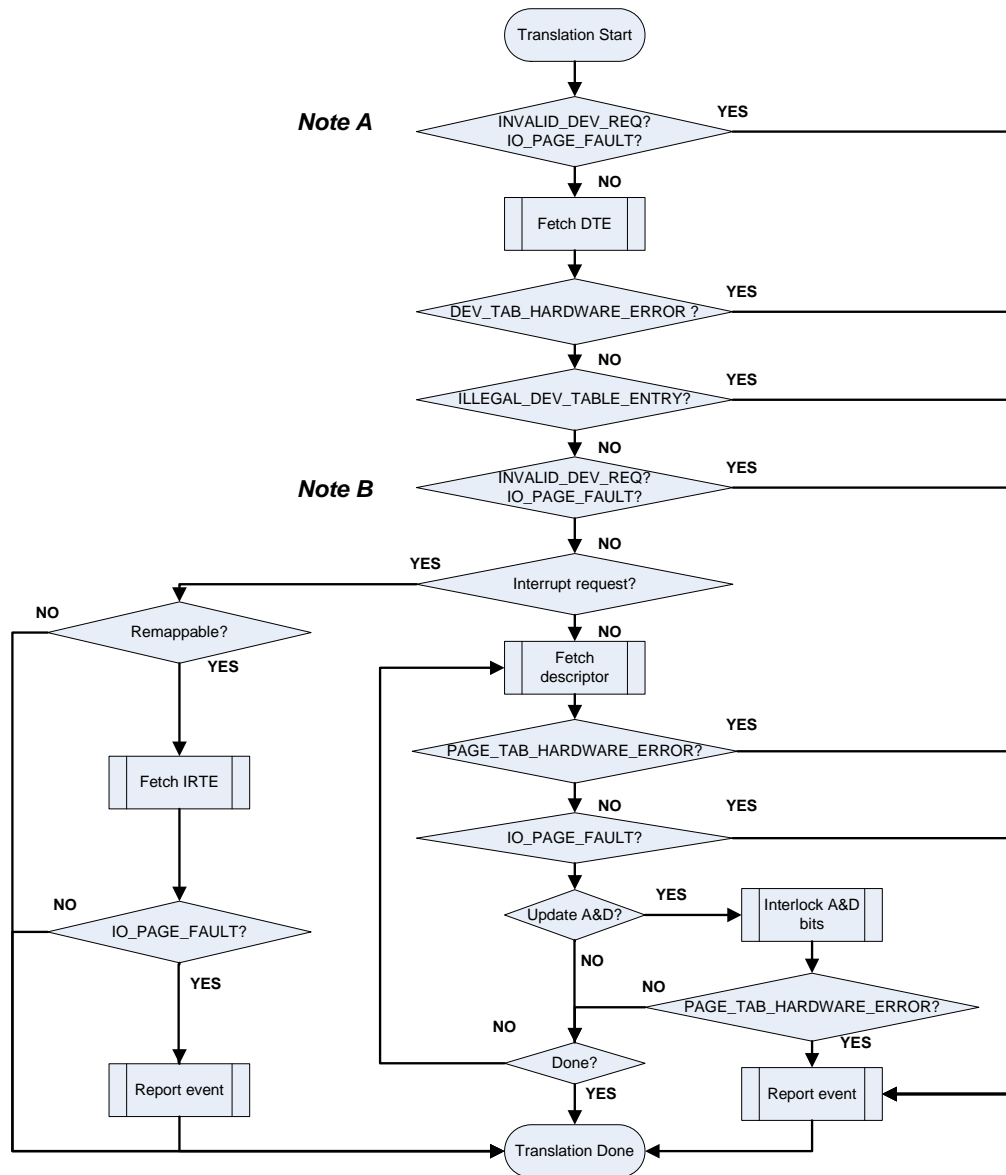 Translation Start
Note A
INVALID_DEV_REQ?
IO_PAGE_FAULT?
YES
NO
Fetch DTE
DEV_TAB_HARDWARE_ERROR ?
YES
NO
ILLEGAL_DEV_TABLE_ENTRY?
YES
NO
Note B
INVALID_DEV_REQ?
IO_PAGE_FAULT?
YES
NO
Interrupt request?
YES
NO
Remappable?
NO
YES
Fetch IRTE
IO_PAGE_FAULT?
NO
YES
Report event
Fetch
descriptor
PAGE_TAB_HARDWARE_ERROR?
YES
NO
IO_PAGE_FAULT?
YES
Update A&D?
YES
NO
Interlock A&D
bits
PAGE_TAB_HARDWARE_ERROR?
NO
YES
Done?
NO
YES
Report event
Translation Done